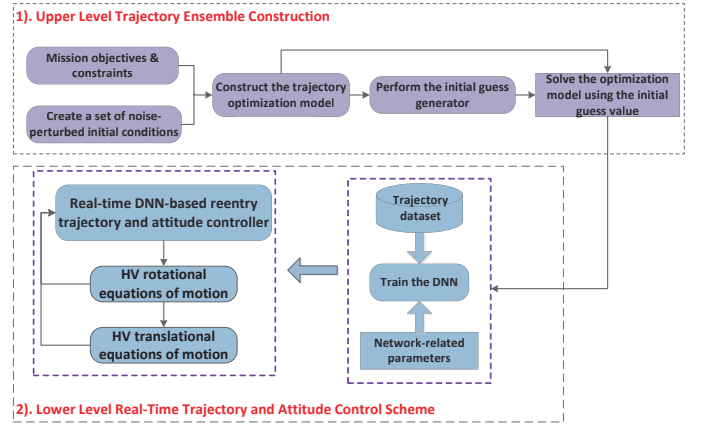 1). Upper Level Trajectory Ensemble Construction
Mission objectives &
constraints
Create a set of noise-
perturbed initial conditions
Construct the trajectory
optimization model
Perform the initial guess
generator
Solve the optimization
model using the initial
guess value
Real-time DNN-based reentry
trajectory and attitude controller
HV rotational
equations of motion
HV translational
equations of motion
Trajectory
dataset
Train the DNN
Network-related
parameters
2). Lower Level Real-Time Trajectory and Attitude Control Scheme